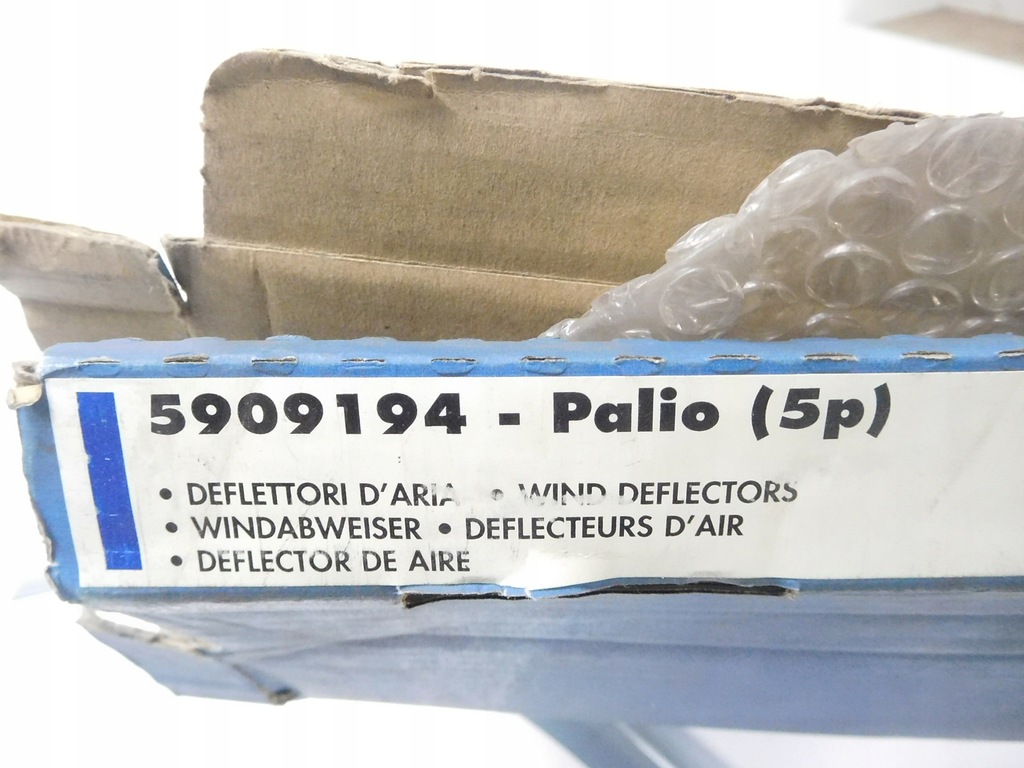 5909194 - Palio (5p)
• DEFLETTORI D'ARIA • WIND DEFLECTORS
• WINDABWEISER • DEFLECTEURS D'AIR
• DEFLECTOR DE AIRE